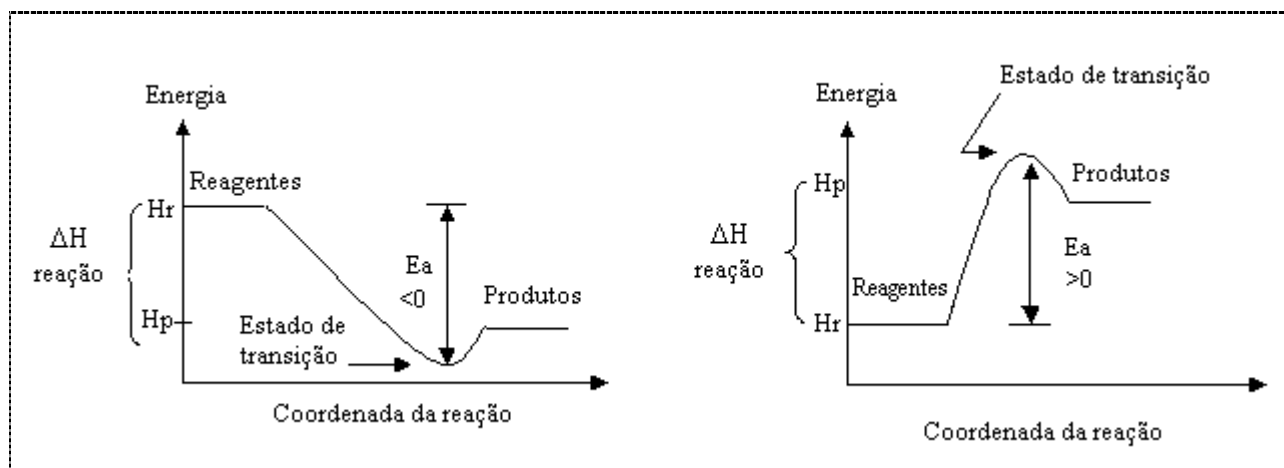 Energia
Reagentes
Hr
ΔH
reação
Ea
<0
Produtos
Hp
Estado de
transição
Coordenada da reação
Estado de transição
Energia
Hp
Produtos
ΔH
reação
Ea
>0
Reagentes
Hr
Coordenada da reação